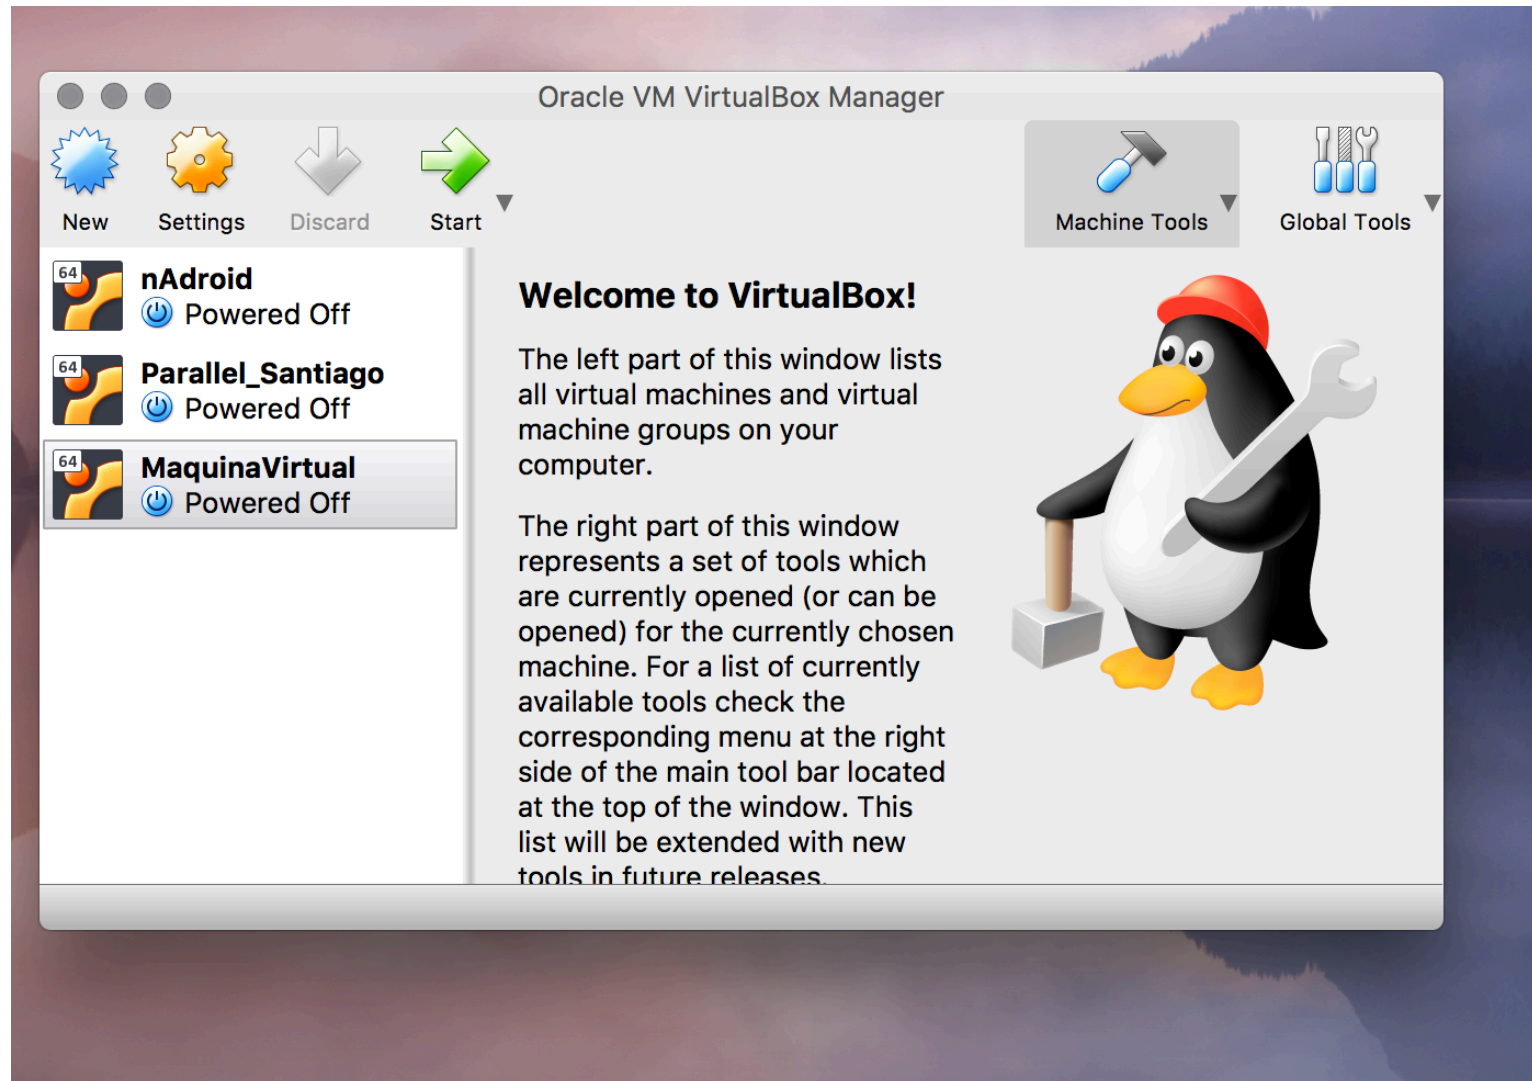 Oracle VM VirtualBox Manager
New
Settings
Discard
Start
Machine Tools
Global Tools
64
nAdroid
Powered Off
64
Parallel_Santiago
Powered Off
64
MaquinaVirtual
Powered Off
Welcome to VirtualBox!
The left part of this window lists
all virtual machines and virtual
machine groups on your
computer.
The right part of this window
represents a set of tools which
are currently opened (or can be
opened) for the currently chosen
machine. For a list of currently
available tools check the
corresponding menu at the right
side of the main tool bar located
at the top of the window. This
list will be extended with new
tools in future releases.